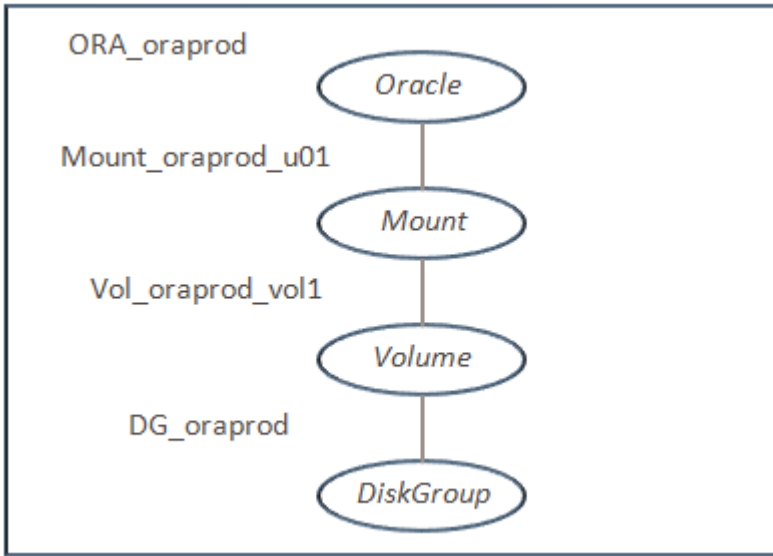 ORA_oraprod
Oracle
Mount_oraprod_u01
Mount
Vol_oraprod_vol1
Volume
DG_oraprod
DiskGroup